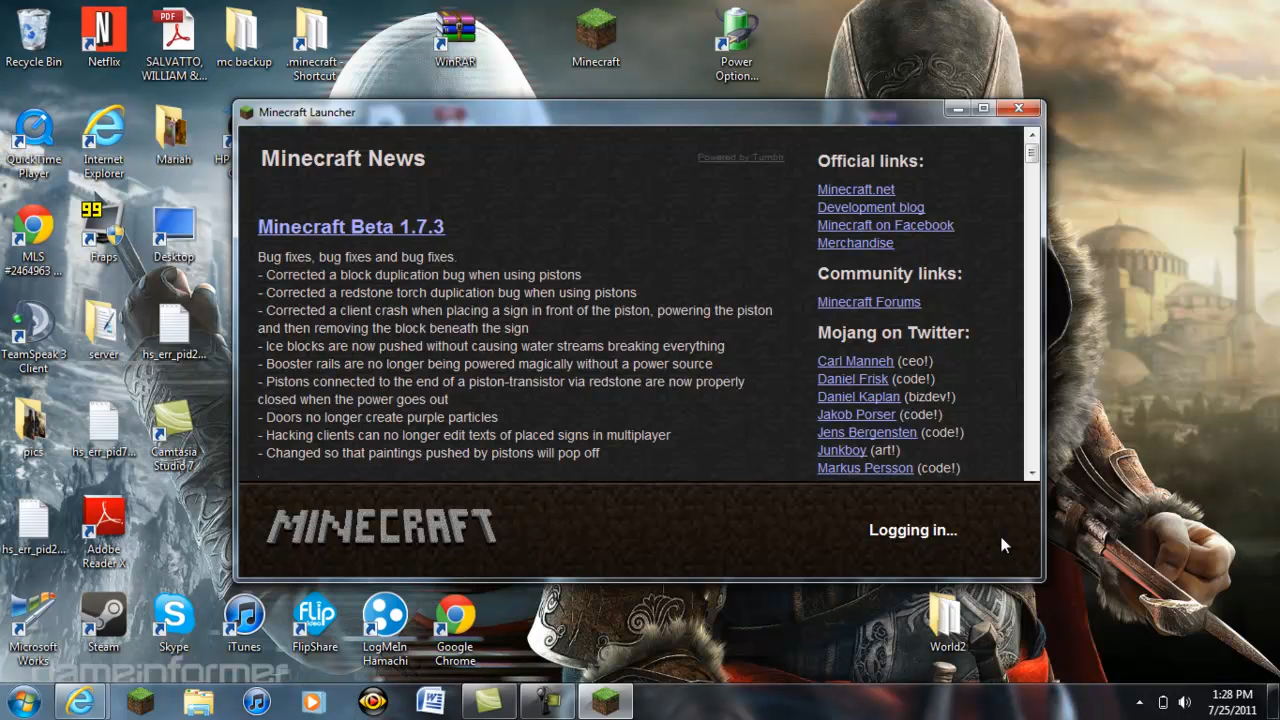 Recycle Bin
Netflix
SALVATTO,
WILLIAM &...
mc backup
.minecraft -
Shortcut
WinRAR
Minecraft
Power
Option...
PDF
QuickTime
Player
Internet
Explorer
Mariah
HP
MLS
#2464963 ...
99
Fraps
Desktop
TeamSpeak 3
Client
server
hs_err_pid2...
pics
hs_err_pid7...
Camtasia
Studio 7
hs_err_pid2...
Adobe
Reader X
Minecraft Launcher
Minecraft News
Powered by Tumblr
Minecraft Beta 1.7.3
Bug fixes, bug fixes and bug fixes.
- Corrected a block duplication bug when using pistons
- Corrected a redstone torch duplication bug when using pistons
- Corrected a client crash when placing a sign in front of the piston, powering the piston
and then removing the block beneath the sign
- Ice blocks are now pushed without causing water streams breaking everything
- Booster rails are no longer being powered magically without a power source
- Pistons connected to the end of a piston-transistor via redstone are now properly
closed when the power goes out
- Doors no longer create purple particles
- Hacking clients can no longer edit texts of placed signs in multiplayer
- Changed so that paintings pushed by pistons will pop off
Official links:
Minecraft.net
Development blog
Minecraft on Facebook
Merchandise
Community links:
Minecraft Forums
Mojang on Twitter:
Carl Manneh (ceo!)
Daniel Frisk (code!)
Daniel Kaplan (bizdev!)
Jakob Porser (code!)
Jens Bergensten (code!)
Junkboy (art!)
Markus Persson (code!)
MINECRAFT
Logging in...
Microsoft
Works
Steam
Skype
iTunes
flip
video
FlipShare
LogMeIn
Hamachi
Google
Chrome
World2
gameinformer
1:28 PM
7/25/2011